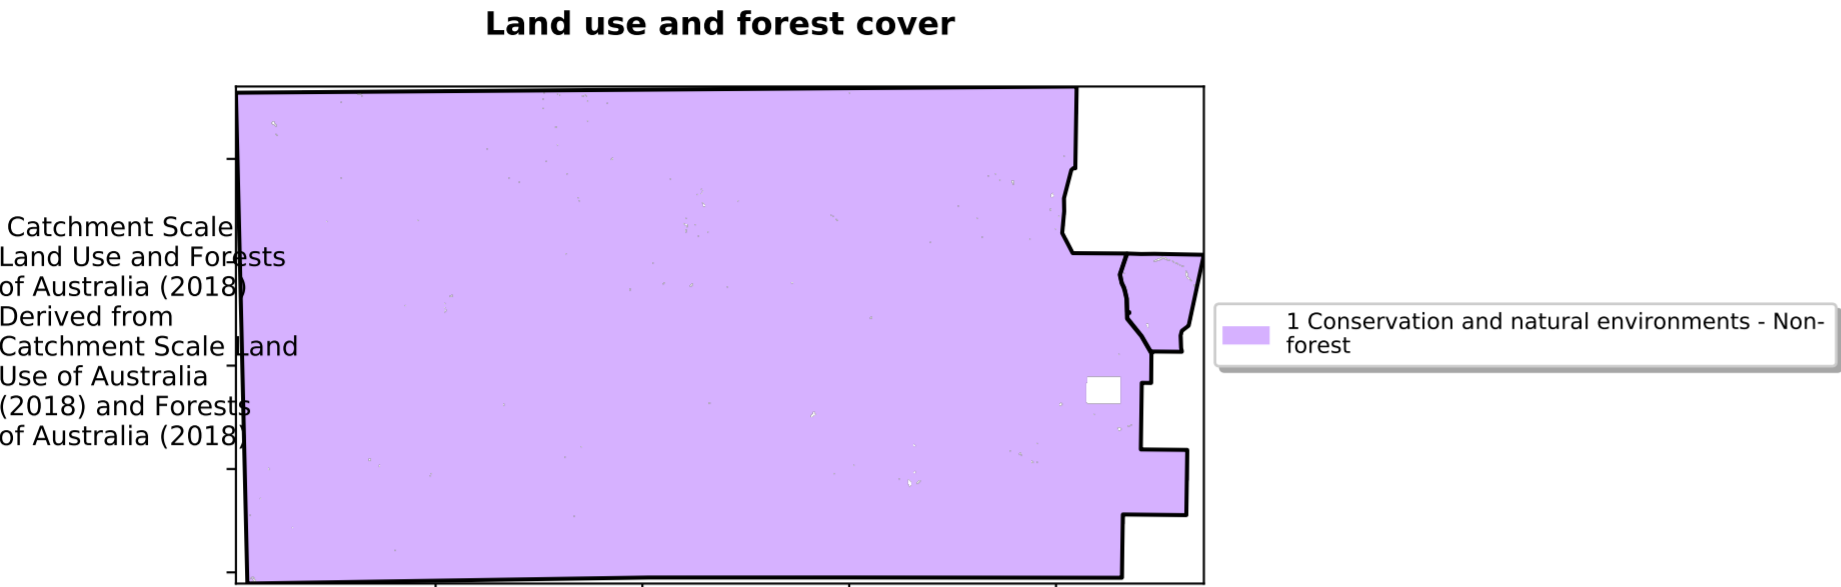 Land use and forest cover
Catchment Scale
Land Use and Forests
of Australia (2018)
Derived from
Catchment Scale Land
Use of Australia
(2018) and Forests
of Australia (2018)
1 Conservation and natural environments - Non-
forest